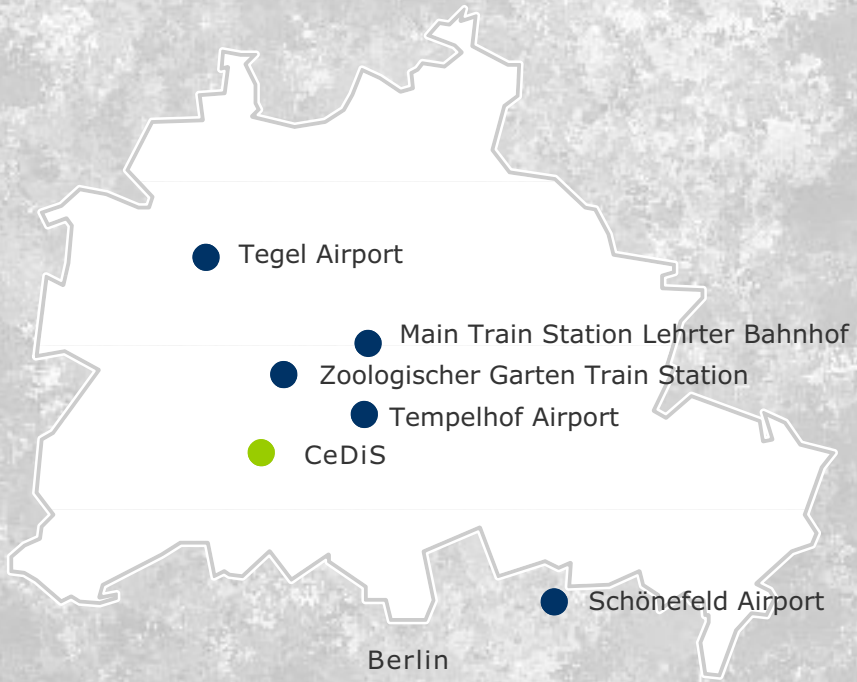 Tegel Airport
Main Train Station Lehrter Bahnhof
Zoologischer Garten Train Station
Tempelhof Airport
CeDiS
Schönefeld Airport
Berlin